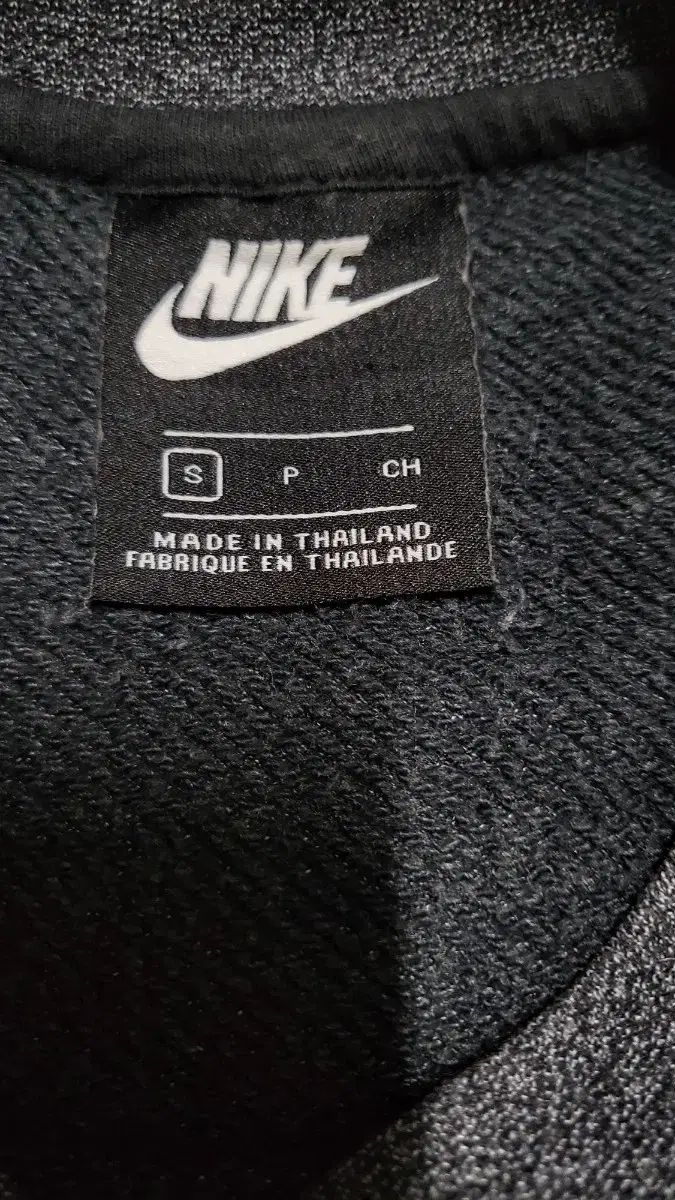 NIKE
S P CH
MADE IN THAILAND
FABRIQUE EN THAILANDE